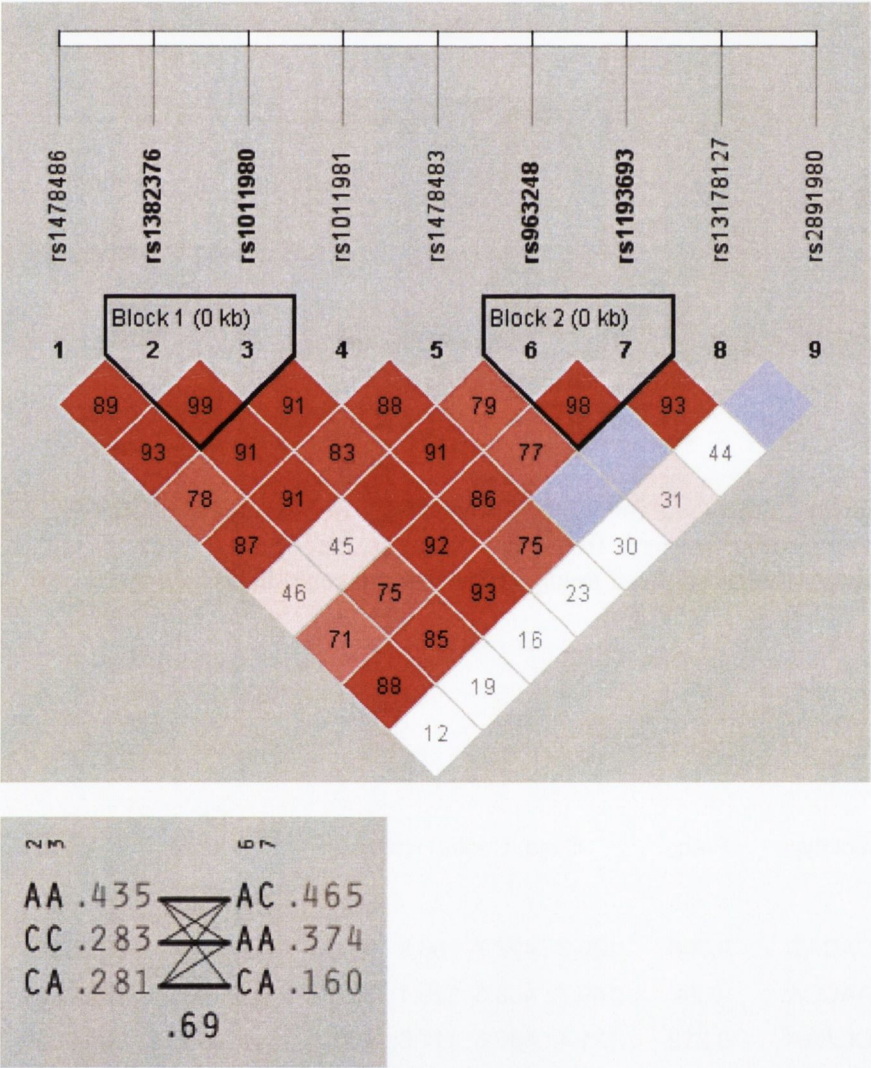 rs1478486 rs1382376 rs1011980 rs1011981 rs1478483 rs963248 rs1193693 rs13178127 rs2891980
Block 1 (0 kb) Block 2 (0 kb)
1 2 3 4 5 6 7 8 9
89 99 91 88 79 98 93
93 91 83 91 77 44
78 91 86 31
87 45 92 75 30
46 75 93 23
71 85 16
88 19
12
2 3 6 7
AA .435 AC .465
CC .283 AA .374
CA .281 CA .160
.69